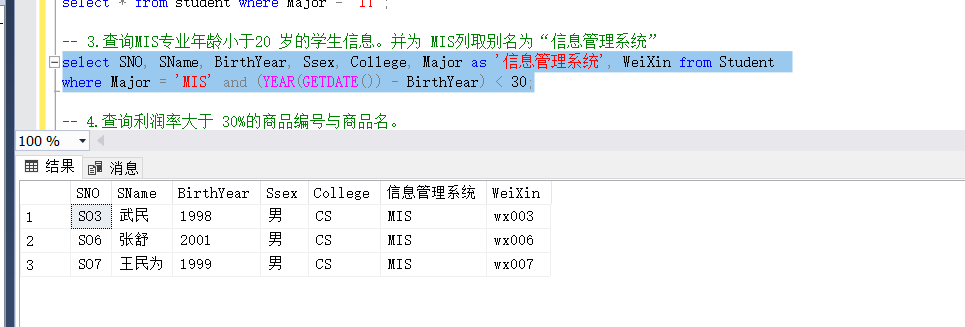 select * from student where Major = 'IT';
-- 3.查询MIS专业年龄小于20 岁的学生信息。并为 MIS列取别名为“信息管理系统”
select SNO, SName, BirthYear, Ssex, College, Major as '信息管理系统', WeiXin from Student
where Major = 'MIS' and (YEAR(GETDATE()) - BirthYear) < 30;
-- 4.查询利润率大于 30%的商品编号与商品名。
100 %
结果 消息
SNO SName BirthYear Ssex College 信息管理系统 WeiXin
1 S03 武民 1998 男 CS MIS wx003
2 S06 张舒 2001 男 CS MIS wx006
3 S07 王民为 1999 男 CS MIS wx007